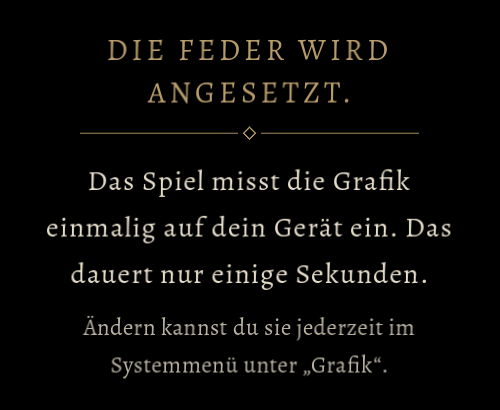 DIE FEDER WIRD
ANGESETZT.
Das Spiel misst die Grafik
einmalig auf dein Gerät ein. Das
dauert nur einige Sekunden.
Ändern kannst du sie jederzeit im
Systemmenü unter „Grafik“.